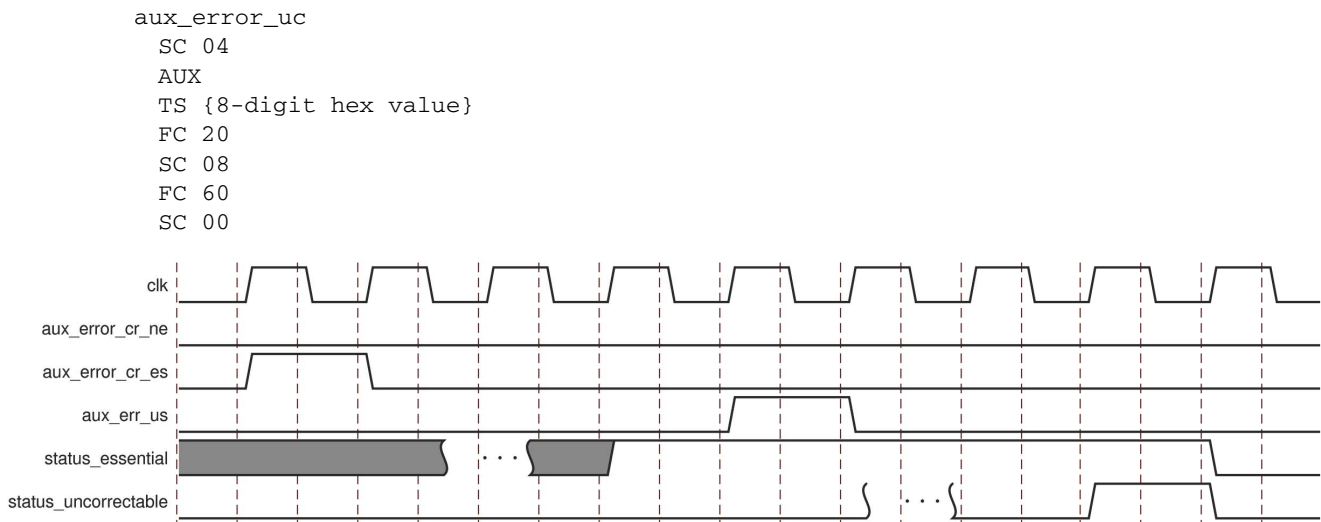 aux_error_uc
SC 04
AUX
TS {8-digit hex value}
FC 20
SC 08
FC 60
SC 00
clk
aux_error_cr_ne
aux_error_cr_es
aux_err_us
status_essential
. . .
status_uncorrectable
. . .